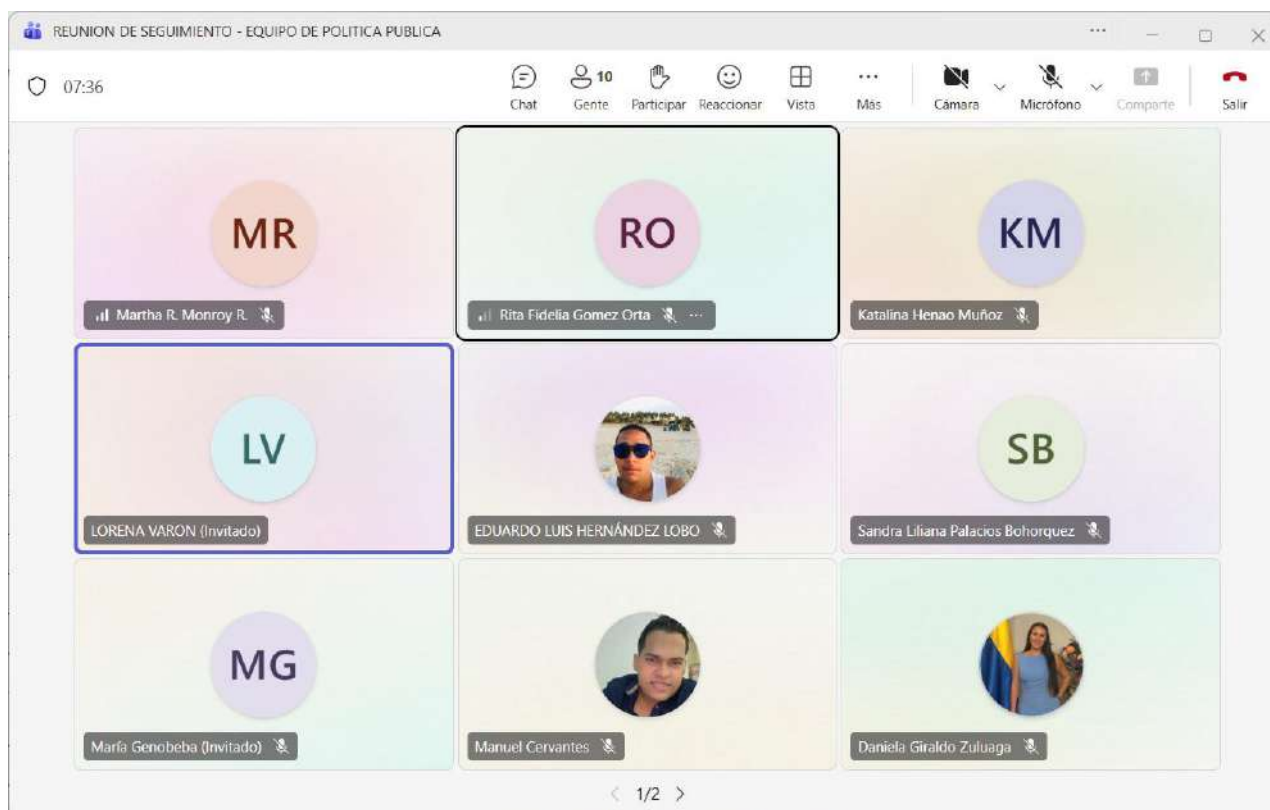 REUNION DE SEGUIMIENTO - EQUIPO DE POLITICA PUBLICA
07:36
10
Chat Gente Participar Reaccionar Vista Más Cámara Micrófono Comparte Salir
MR RO KM
Martha R. Monroy R. Rita Fidelia Gomez Orta Katalina Henao Muñoz
LV SB
LORENA VARON (Invitado) EDUARDO LUIS HERNÁNDEZ LOBO Sandra Liliana Palacios Bohorquez
MG
María Genobeba (Invitado) Manuel Cervantes Daniela Giraldo Zuluaga
1/2